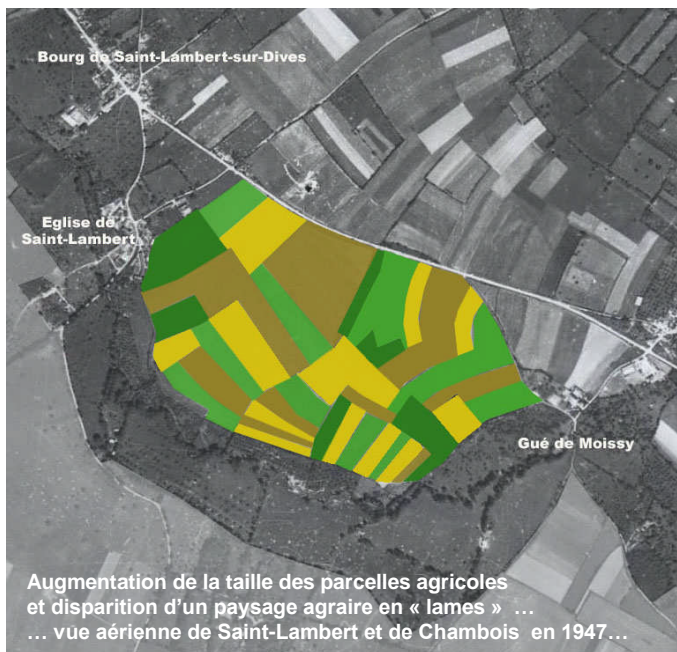 Bourg de Saint-Lambert-sur-Dives
Eglise de
Saint-Lambert
Gué de Moissy
Augmentation de la taille des parcelles agricoles
et disparition d'un paysage agraire en « lames » ...
... vue aérienne de Saint-Lambert et de Chambois en 1947...